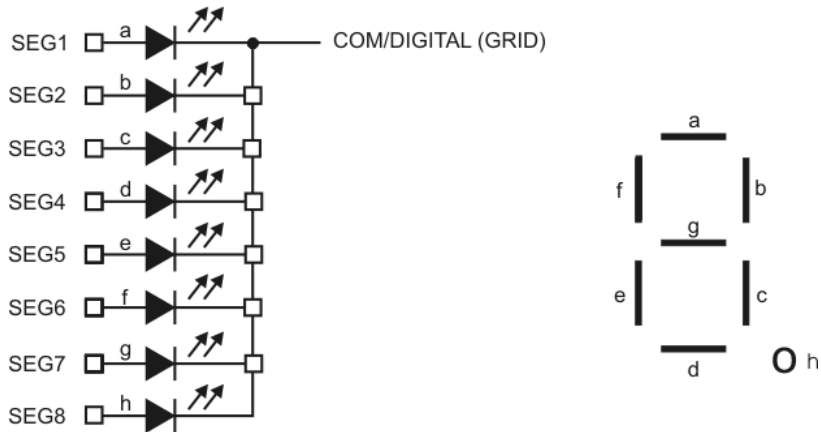 SEG1 a COM/DIGITAL (GRID)
SEG2 b
SEG3 c
SEG4 d
SEG5 e
SEG6 f
SEG7 g
SEG8 h
a
f b
g
e c
d h